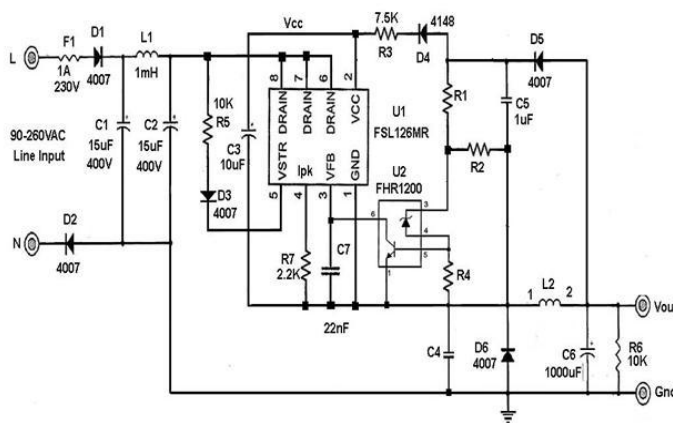 L
F1
1A
230V
D1
4007
L1
1mH
C1
15uF
400V
C2
15uF
400V
90-260VAC
Line Input
N
D2
4007
10K
R5
D3
4007
C3
10uF
Vcc
7.5K
R3
4148
D4
8
7
6
2
DRAIN
DRAIN
DRAIN
VCC
U1
FSL126MR
VSTR
Ipk
VFB
GND
5
4
3
1
R7
2.2K
C7
22nF
U2
FHR1200
6
3
4
5
1
R1
R2
R4
C5
1uF
D5
4007
C4
D6
4007
1
L2
2
C6
1000uF
R6
10K
Vou
Gnd